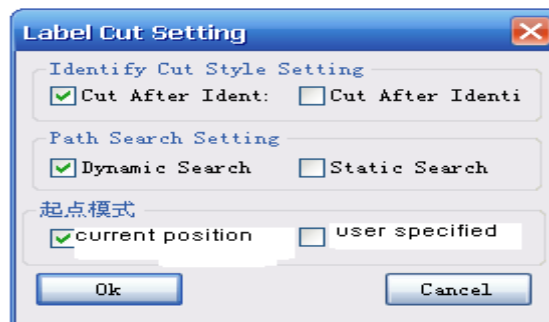 Label Cut Setting
Identify Cut Style Setting
Cut After Ident: Cut After Identi
Path Search Setting
Dynamic Search Static Search
起点模式
current position user specified
Ok Cancel